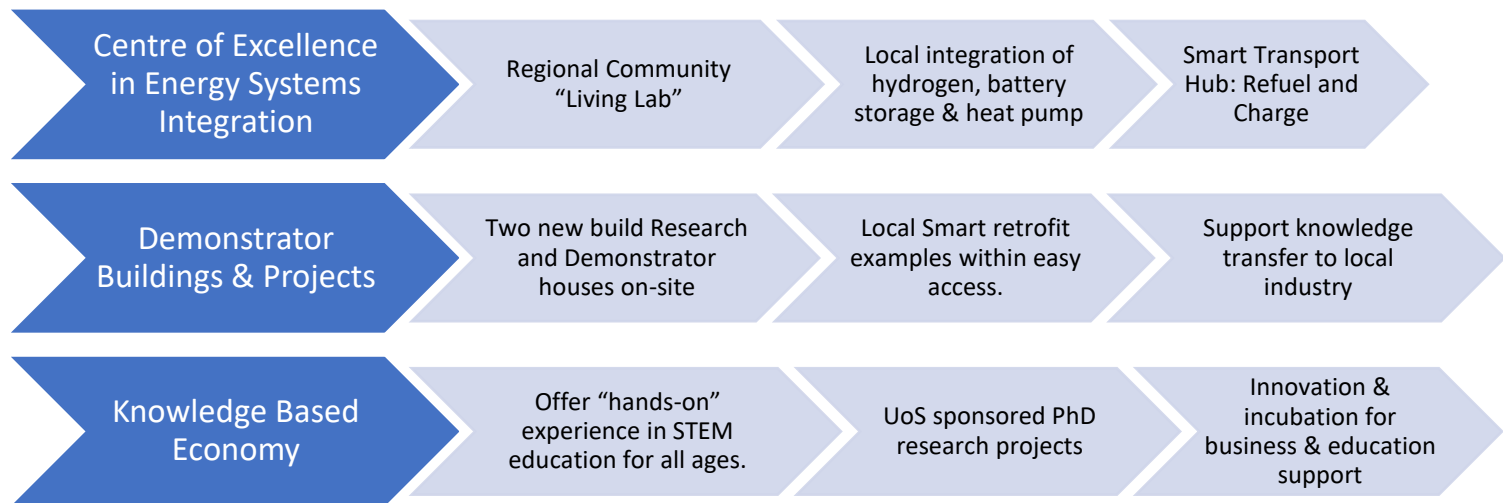 Centre of Excellence
in Energy Systems
Integration
Regional Community
“Living Lab”
Local integration of
hydrogen, battery
storage & heat pump
Smart Transport
Hub: Refuel and
Charge
Demonstrator
Buildings & Projects
Two new build Research
and Demonstrator
houses on-site
Local Smart retrofit
examples within easy
access.
Support knowledge
transfer to local
industry
Knowledge Based
Economy
Offer “hands-on”
experience in STEM
education for all ages.
UoS sponsored PhD
research projects
Innovation &
incubation for
business & education
support